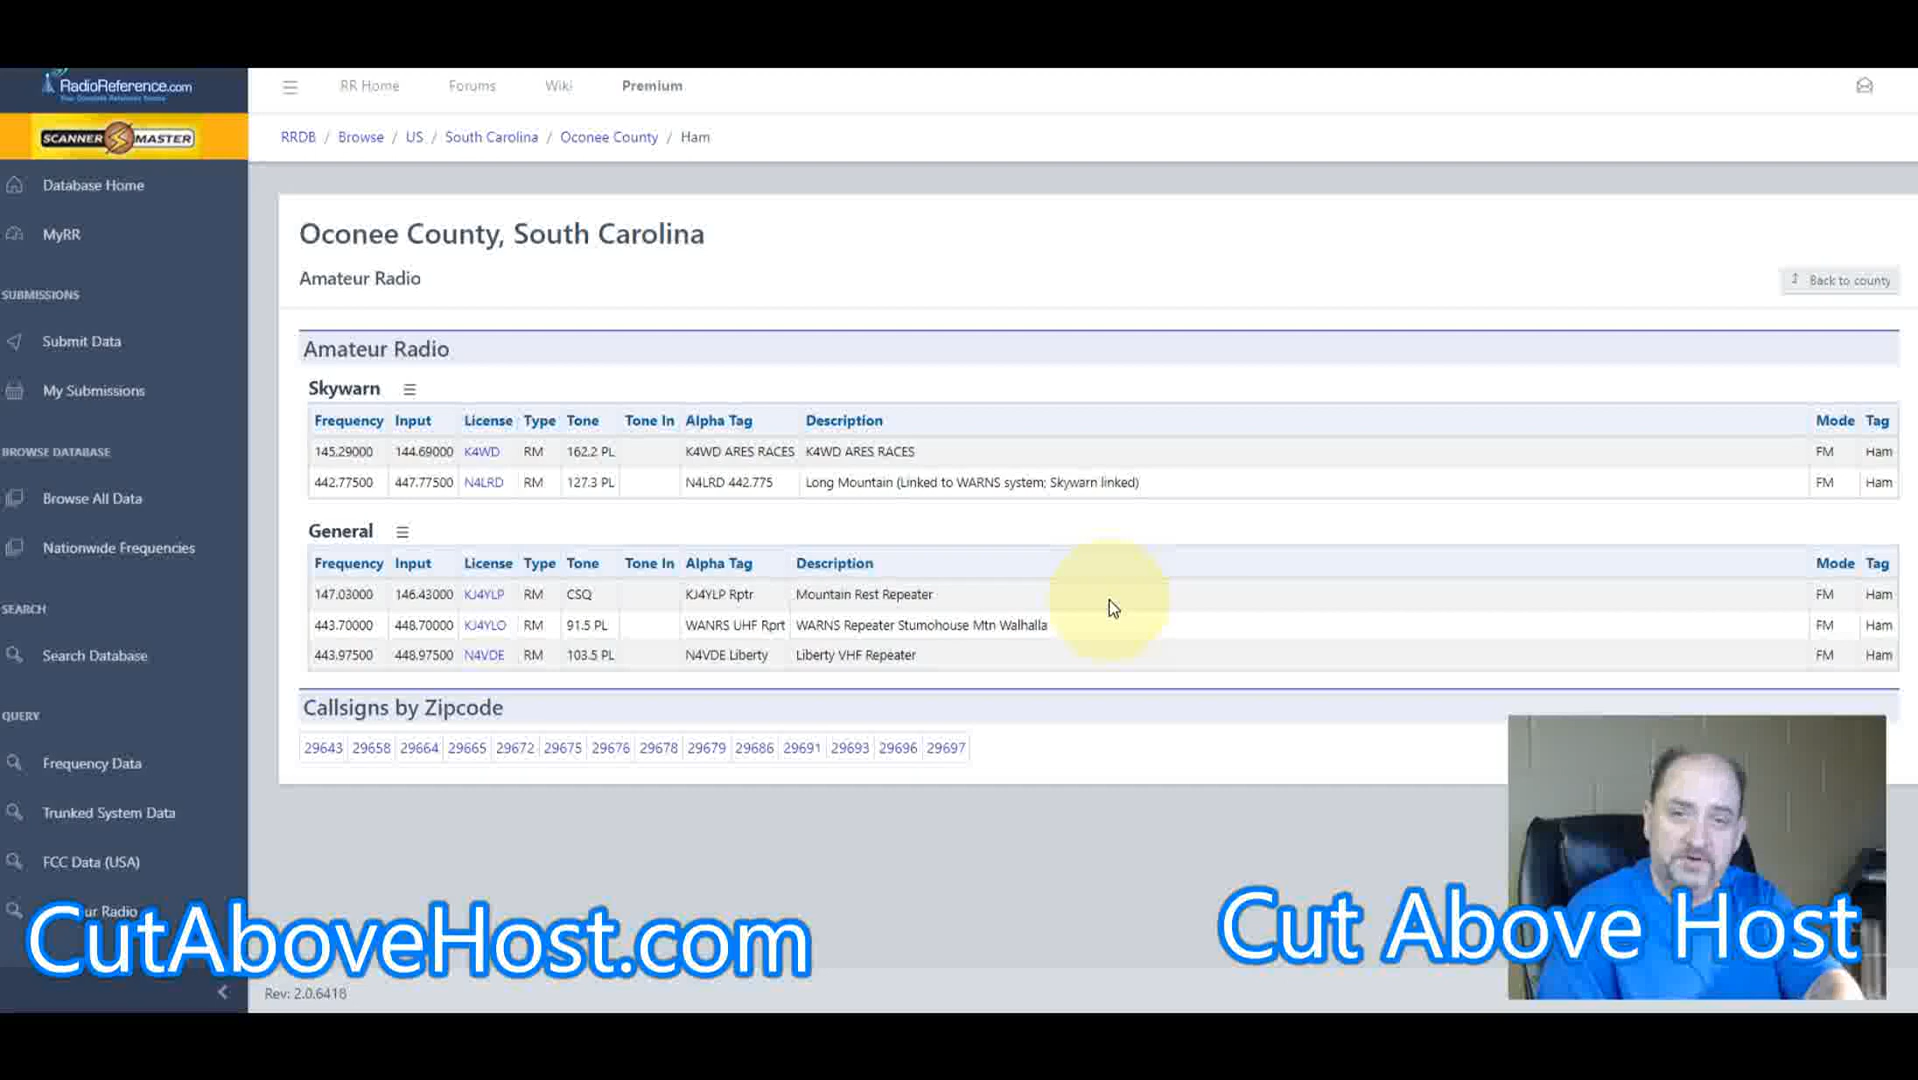 RadioReference.com
SCANNER MASTER
Database Home
MyRR
SUBMISSIONS
Submit Data
My Submissions
BROWSE DATABASE
Browse All Data
Nationwide Frequencies
SEARCH
Search Database
QUERY
Frequency Data
Trunked System Data
FCC Data (USA)
ur Radio
RR Home Forums Wiki Premium
RRDB / Browse / US / South Carolina / Oconee County / Ham
Oconee County, South Carolina
Amateur Radio
Back to county
Amateur Radio
Skywarn
Frequency Input License Type Tone Tone In Alpha Tag Description Mode Tag
145.29000 144.69000 K4WD RM 162.2 PL K4WD ARES RACES K4WD ARES RACES FM Ham
442.77500 447.77500 N4LRD RM 127.3 PL N4LRD 442.775 Long Mountain (Linked to WARNS system; Skywarn linked) FM Ham
General
Frequency Input License Type Tone Tone In Alpha Tag Description Mode Tag
147.03000 146.43000 KJ4YLP RM CSQ KJ4YLP Rptr Mountain Rest Repeater FM Ham
443.70000 448.70000 KJ4YLO RM 91.5 PL WANRS UHF Rprt WARNS Repeater Stumohouse Mtn Walhalla FM Ham
443.97500 448.97500 N4VDE RM 103.5 PL N4VDE Liberty Liberty VHF Repeater FM Ham
Callsigns by Zipcode
29643 29658 29664 29665 29672 29675 29676 29678 29679 29686 29691 29693 29696 29697
CutAboveHost.com
Cut Above Host
Rev: 2.0.6418